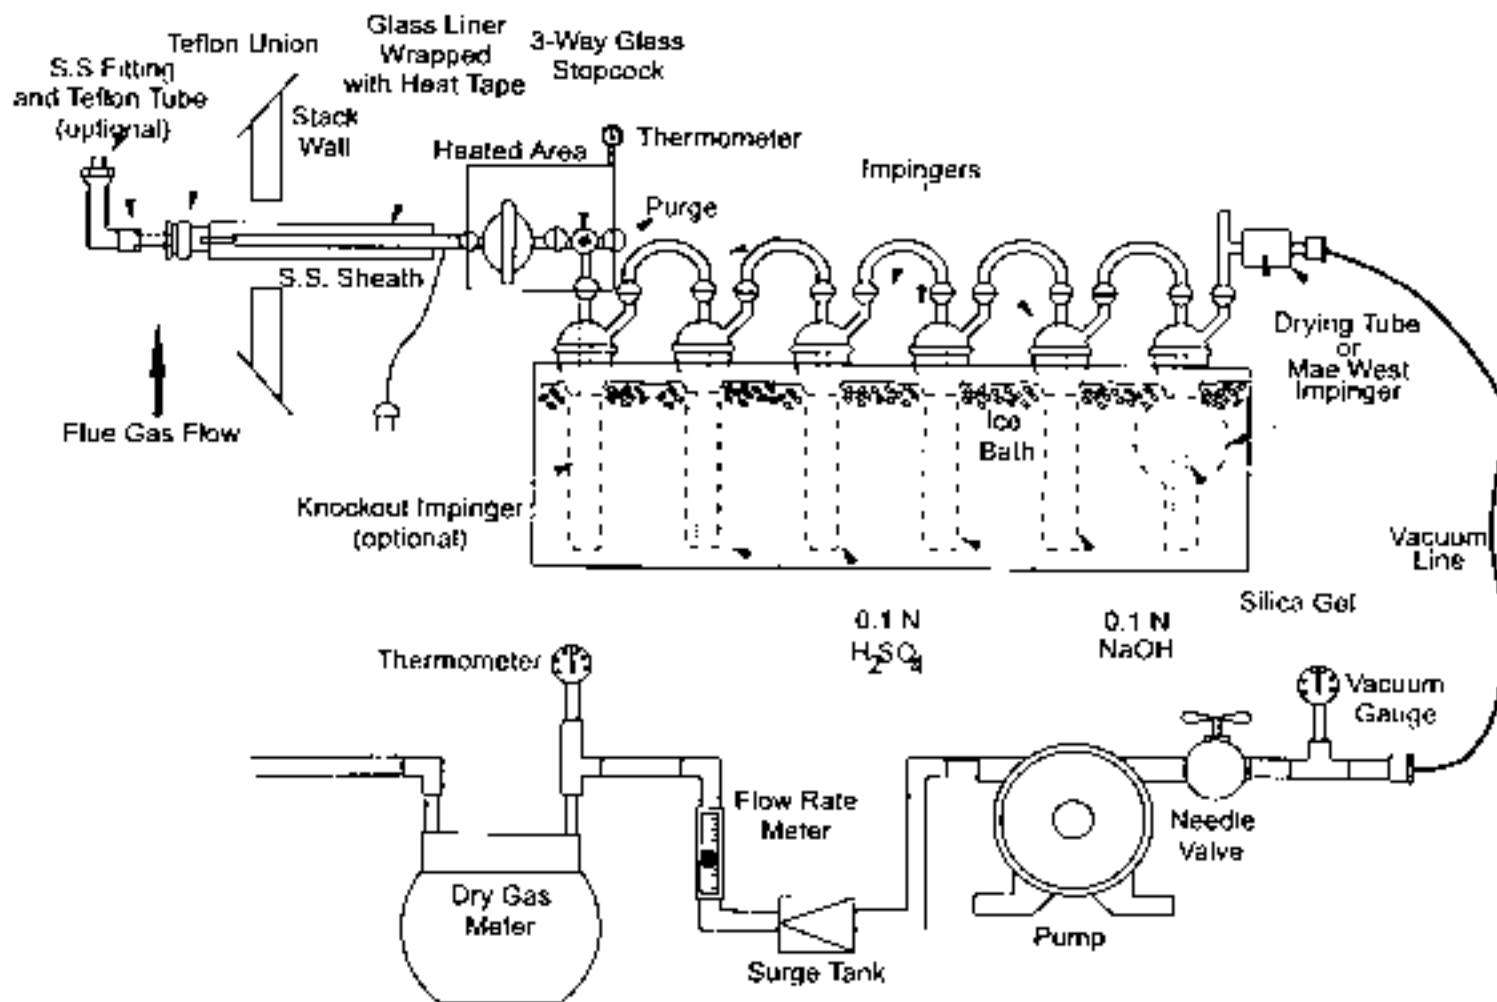 Teflon Union
Glass Liner
Wrapped
with Heat Tape
3-Way Glass
Stopcock
S.S Fitting
and Teflon Tube
(optional)
Stack
Wall
Heated Area
Thermometer
Impingers
Purge
S.S. Sheath
Drying Tube
or
Mae West
Impinger
Flue Gas Flow
Ice
Bath
Knockout Impinger
(optional)
Vacuum
Line
Silica Gel
0.1 N
H2SO4
0.1 N
NaOH
Thermometer
Vacuum
Gauge
Flow Rate
Meter
Needle
Valve
Dry Gas
Meter
Pump
Surge Tank